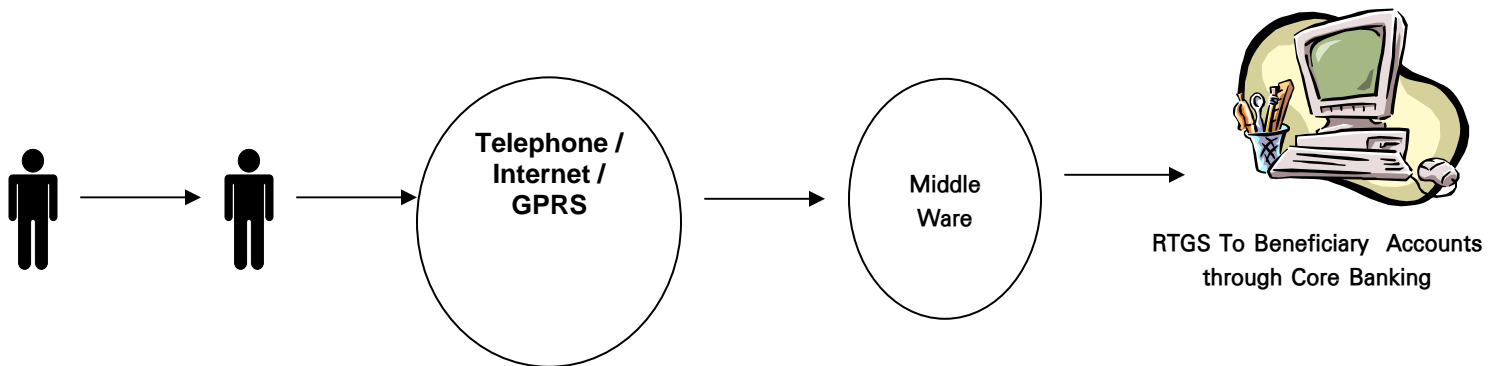 Telephone /
Internet /
GPRS
Middle
Ware
RTGS To Beneficiary Accounts
through Core Banking